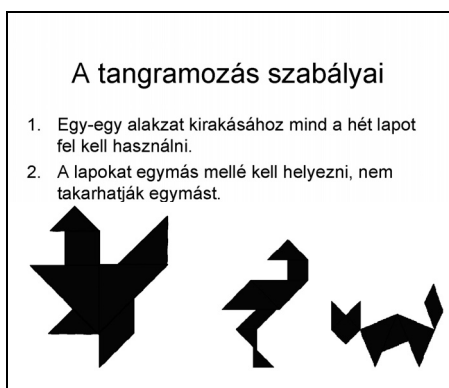 A tangramozás szabályai
1. Egy-egy alakzat kirakásához mind a hét lapot
fel kell használni.
2. A lapokat egymás mellé kell helyezni, nem
takarhatják egymást.